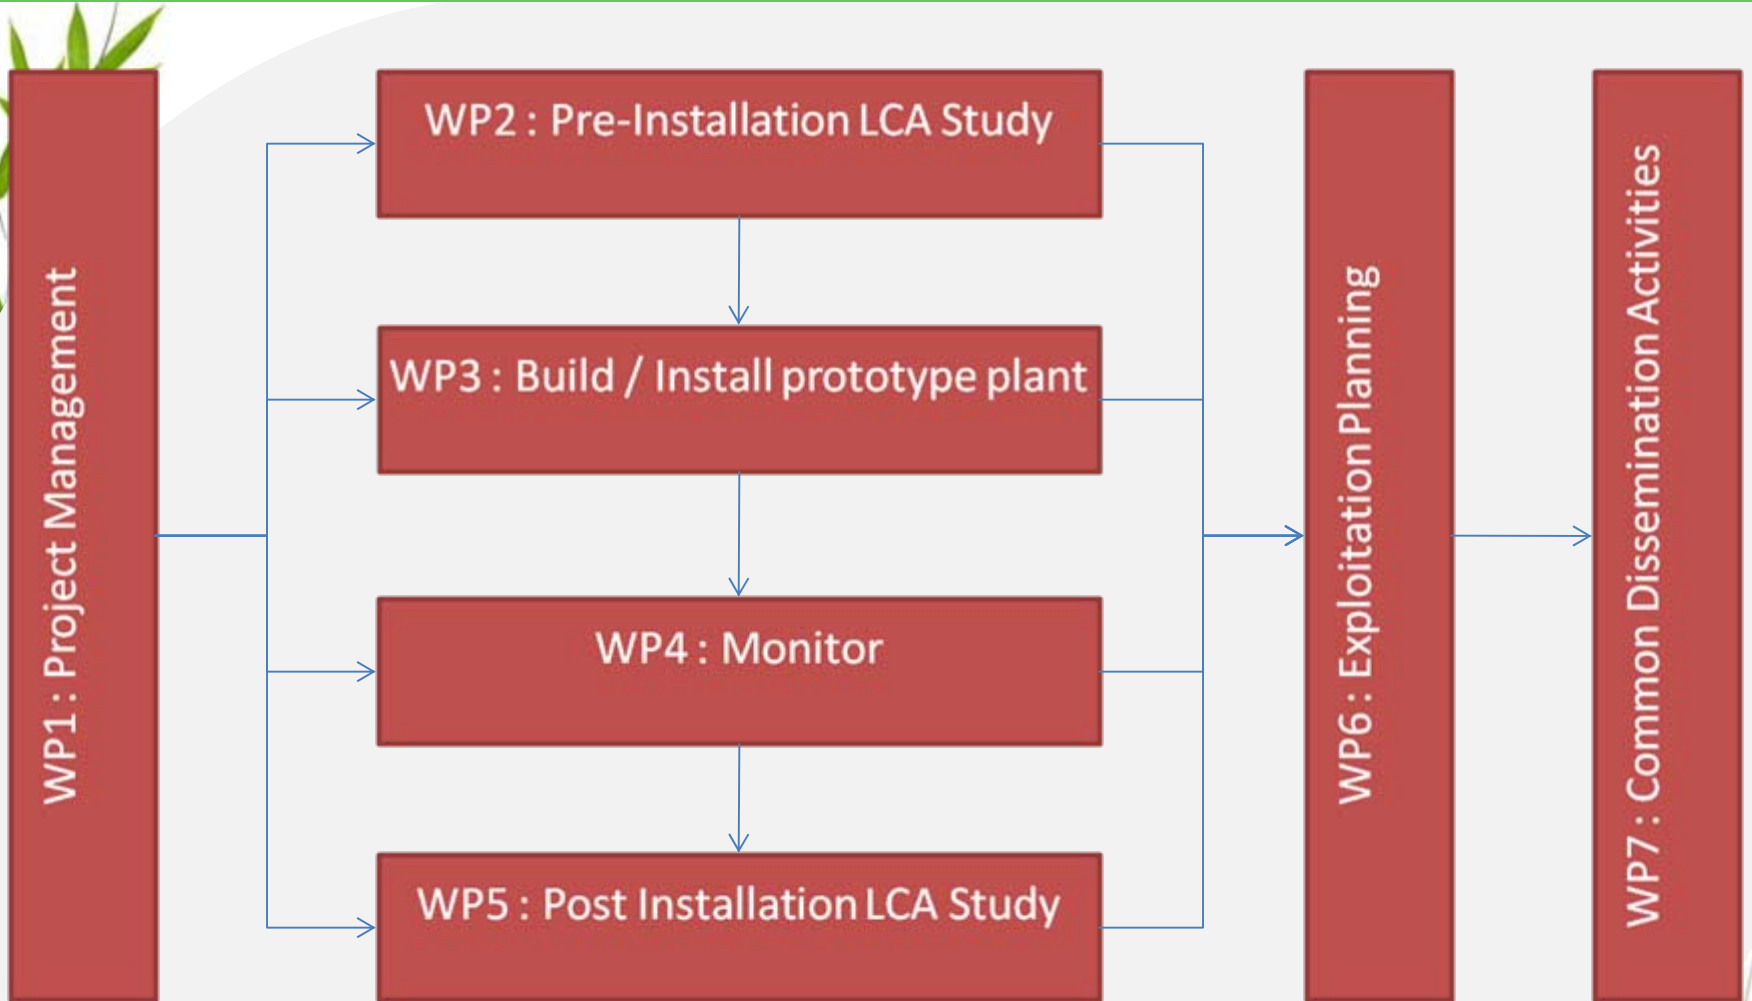 WP1 : Project Management
WP2 : Pre-Installation LCA Study
WP3 : Build / Install prototype plant
WP4 : Monitor
WP5 : Post Installation LCA Study
WP6 : Exploitation Planning
WP7 : Common Dissemination Activities